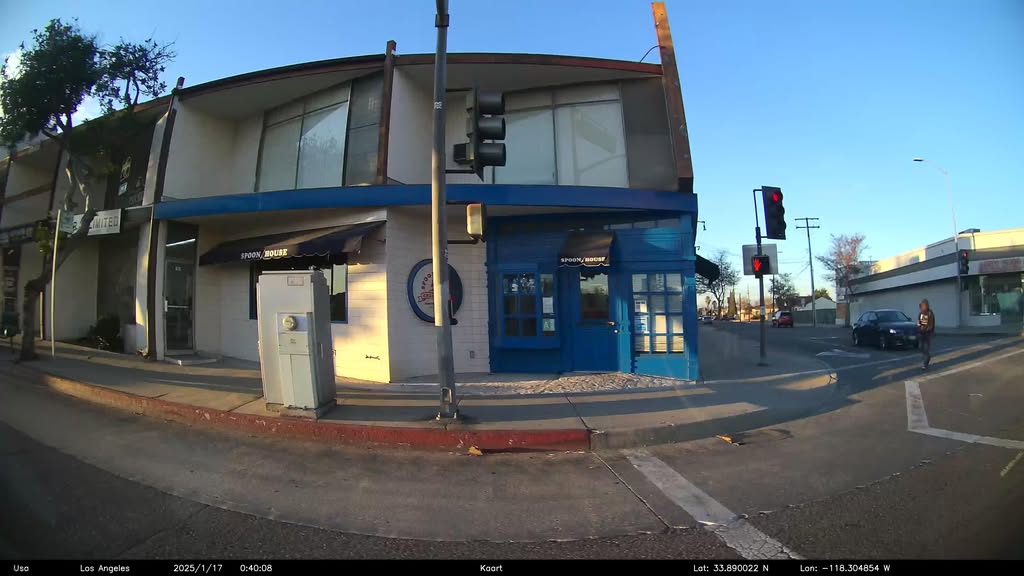 LIMITED
SPOON/HOUSE
SPOON
SPOON/HOUSE
Usa Los Angeles 2025/1/17 0:40:08 Kaart Lat: 33.890022 N Lon: -118.304854 W